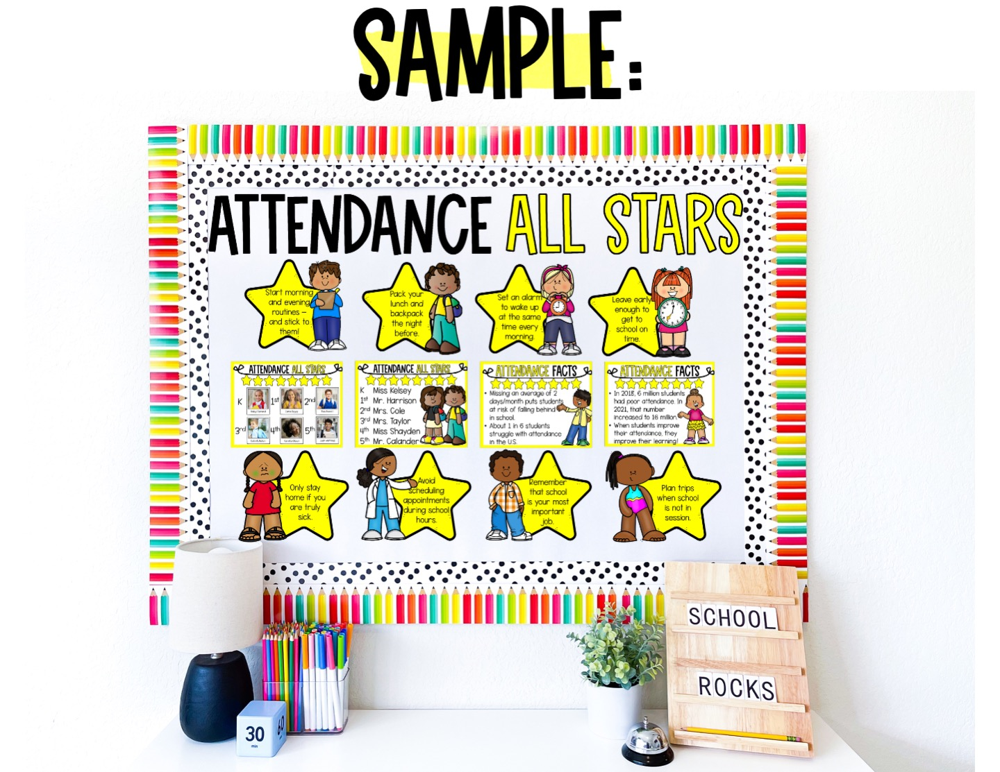 SAMPLE:
ATTENDANCE ALL STARS
Start morning
and evening
routines –
and stick to
them!
Pack your
lunch and
backpack
the night
before.
Set an alarm
to wake up
at the same
time every
morning.
Leave early
enough to
get to
school on
time.
ATTENDANCE ALL STARS
K
1st
2nd
3rd
4th
5th
ATTENDANCE ALL STARS
K Miss Kelsey
1st Mr. Harrison
2nd Mrs. Cole
3rd Mrs. Taylor
4th Miss Shayden
5th Mr. Calander
ATTENDANCE FACTS
• Missing an average of 2
days/month puts students
at risk of falling behind
in school.
• About 1 in 6 students
struggle with attendance
in the U.S.
ATTENDANCE FACTS
• In 2018, 6 million students
had poor attendance. In
2021, that number
increased to 16 million.
• When students improve
their attendance, they
improve their learning!
Only stay
home if you
are truly
sick.
Avoid
scheduling
appointments
during school
hours.
Remember
that school
is your most
important
job.
Plan trips
when school
is not in
session.
SCHOOL
ROCKS
30
min
60